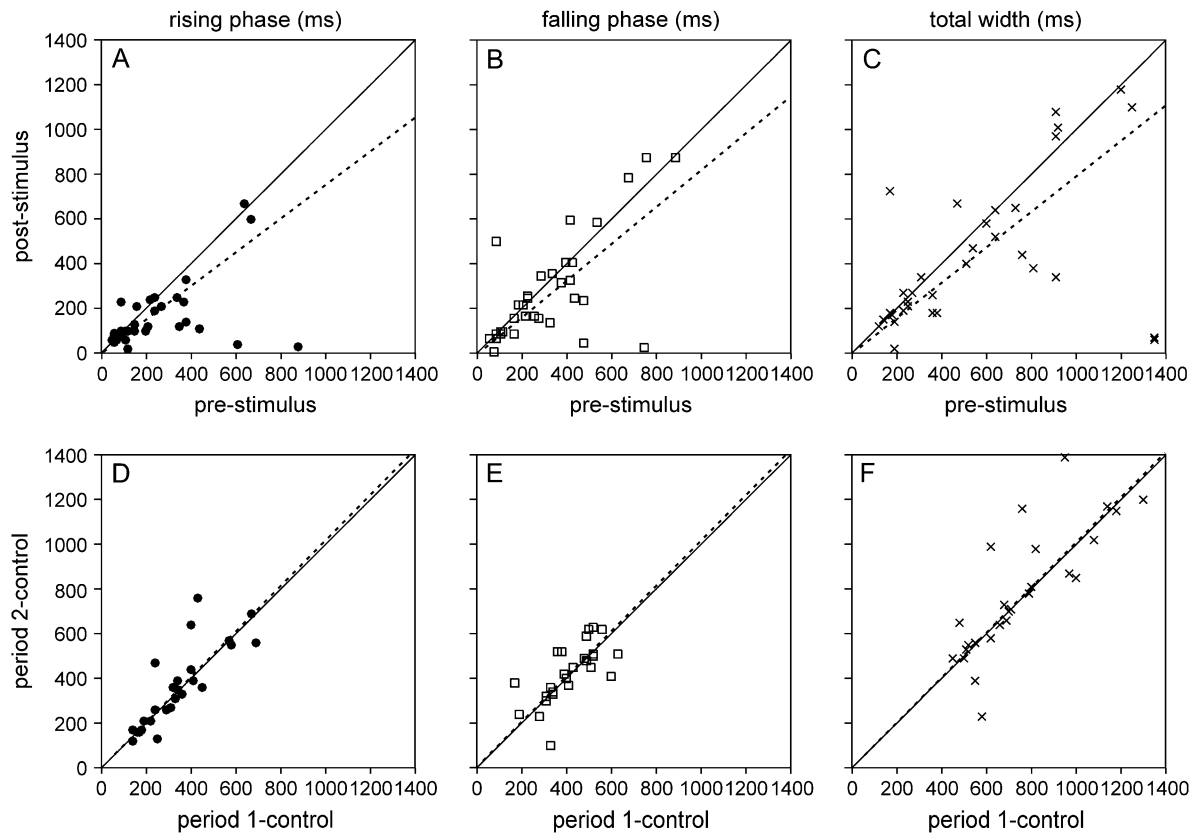 rising phase (ms) falling phase (ms) total width (ms)
A B C
post-stimulus
1400
1200
1000
800
600
400
200
0
0 200 400 600 800 1000 1200 1400
0 200 400 600 800 1000 1200 1400
0 200 400 600 800 1000 1200 1400
pre-stimulus pre-stimulus pre-stimulus
D E F
period 2-control
1400
1200
1000
800
600
400
200
0
0 200 400 600 800 1000 1200 1400
0 200 400 600 800 1000 1200 1400
0 200 400 600 800 1000 1200 1400
period 1-control period 1-control period 1-control